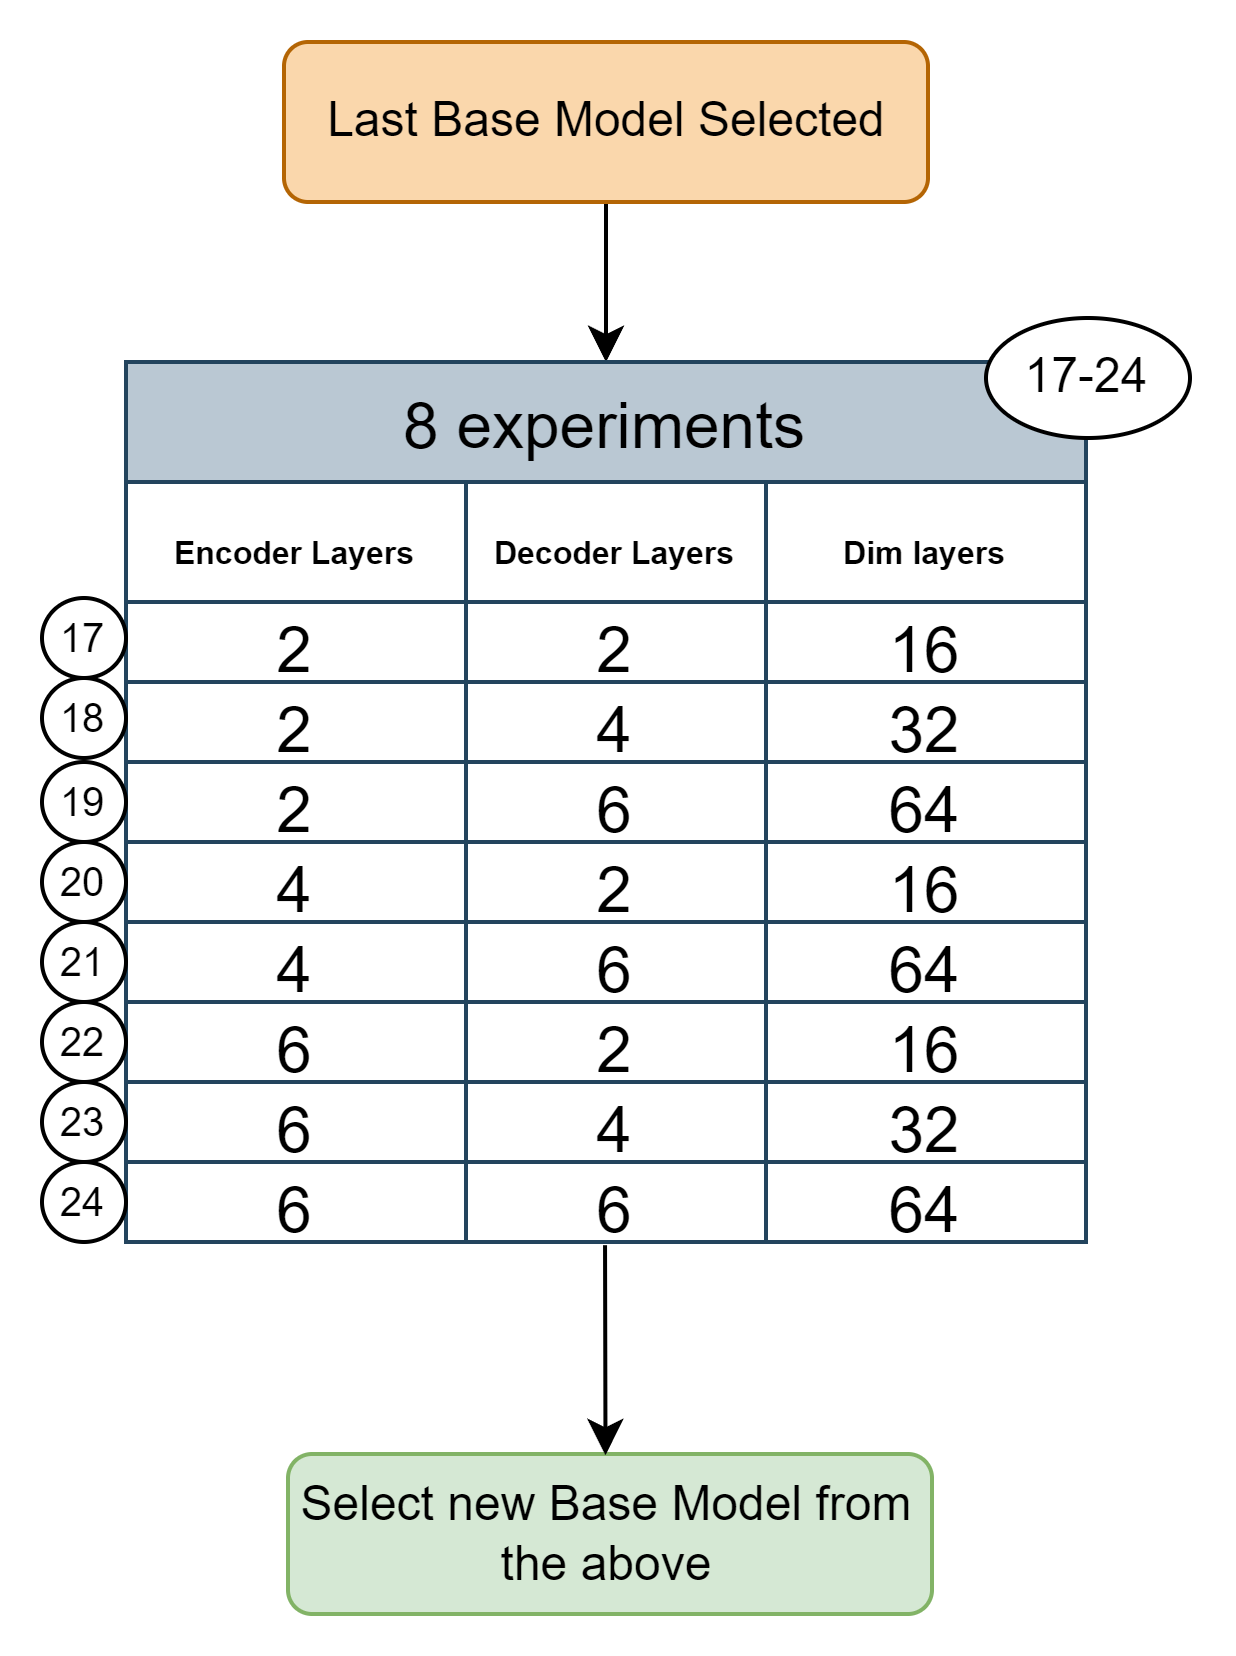 Last Base Model Selected
17-24
8 experiments
Encoder Layers Decoder Layers Dim layers
17 2 2 16
18 2 4 32
19 2 6 64
20 4 2 16
21 4 6 64
22 6 2 16
23 6 4 32
24 6 6 64
Select new Base Model from
the above